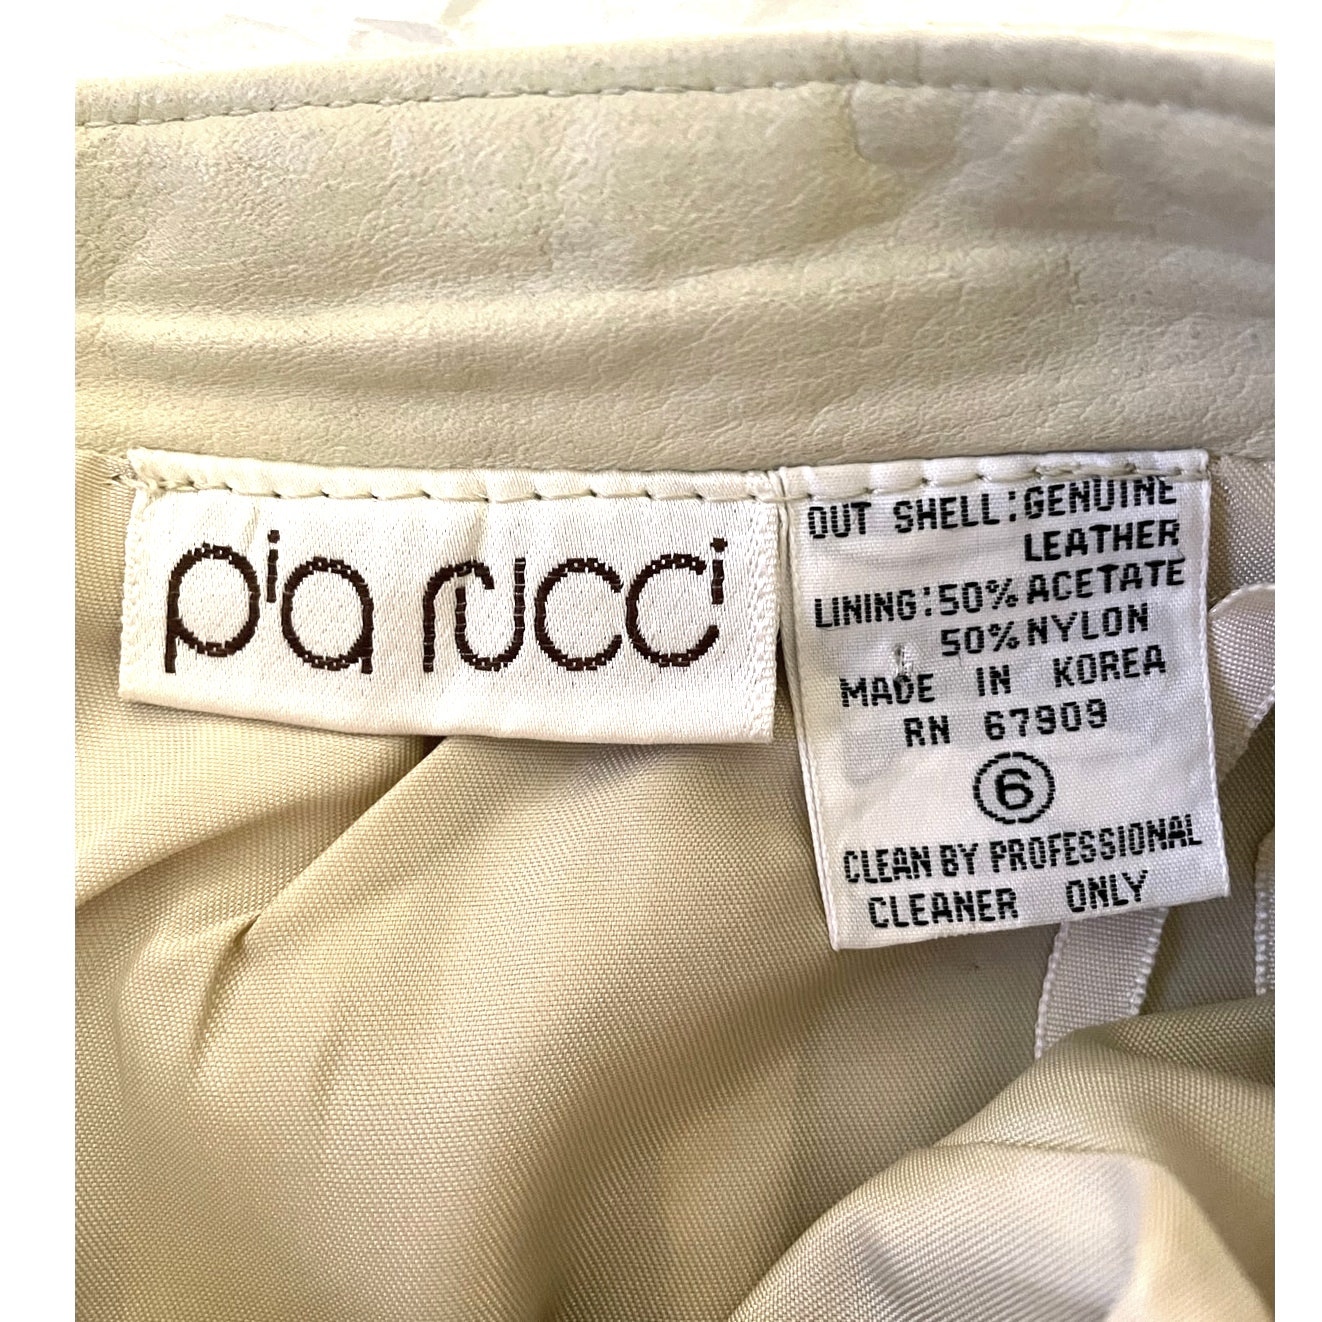 pia rucci
OUT SHELL: GENUINE
LEATHER
LINING: 50% ACETATE
50% NYLON
MADE IN KOREA
RN 67909
6
CLEAN BY PROFESSIONAL
CLEANER ONLY